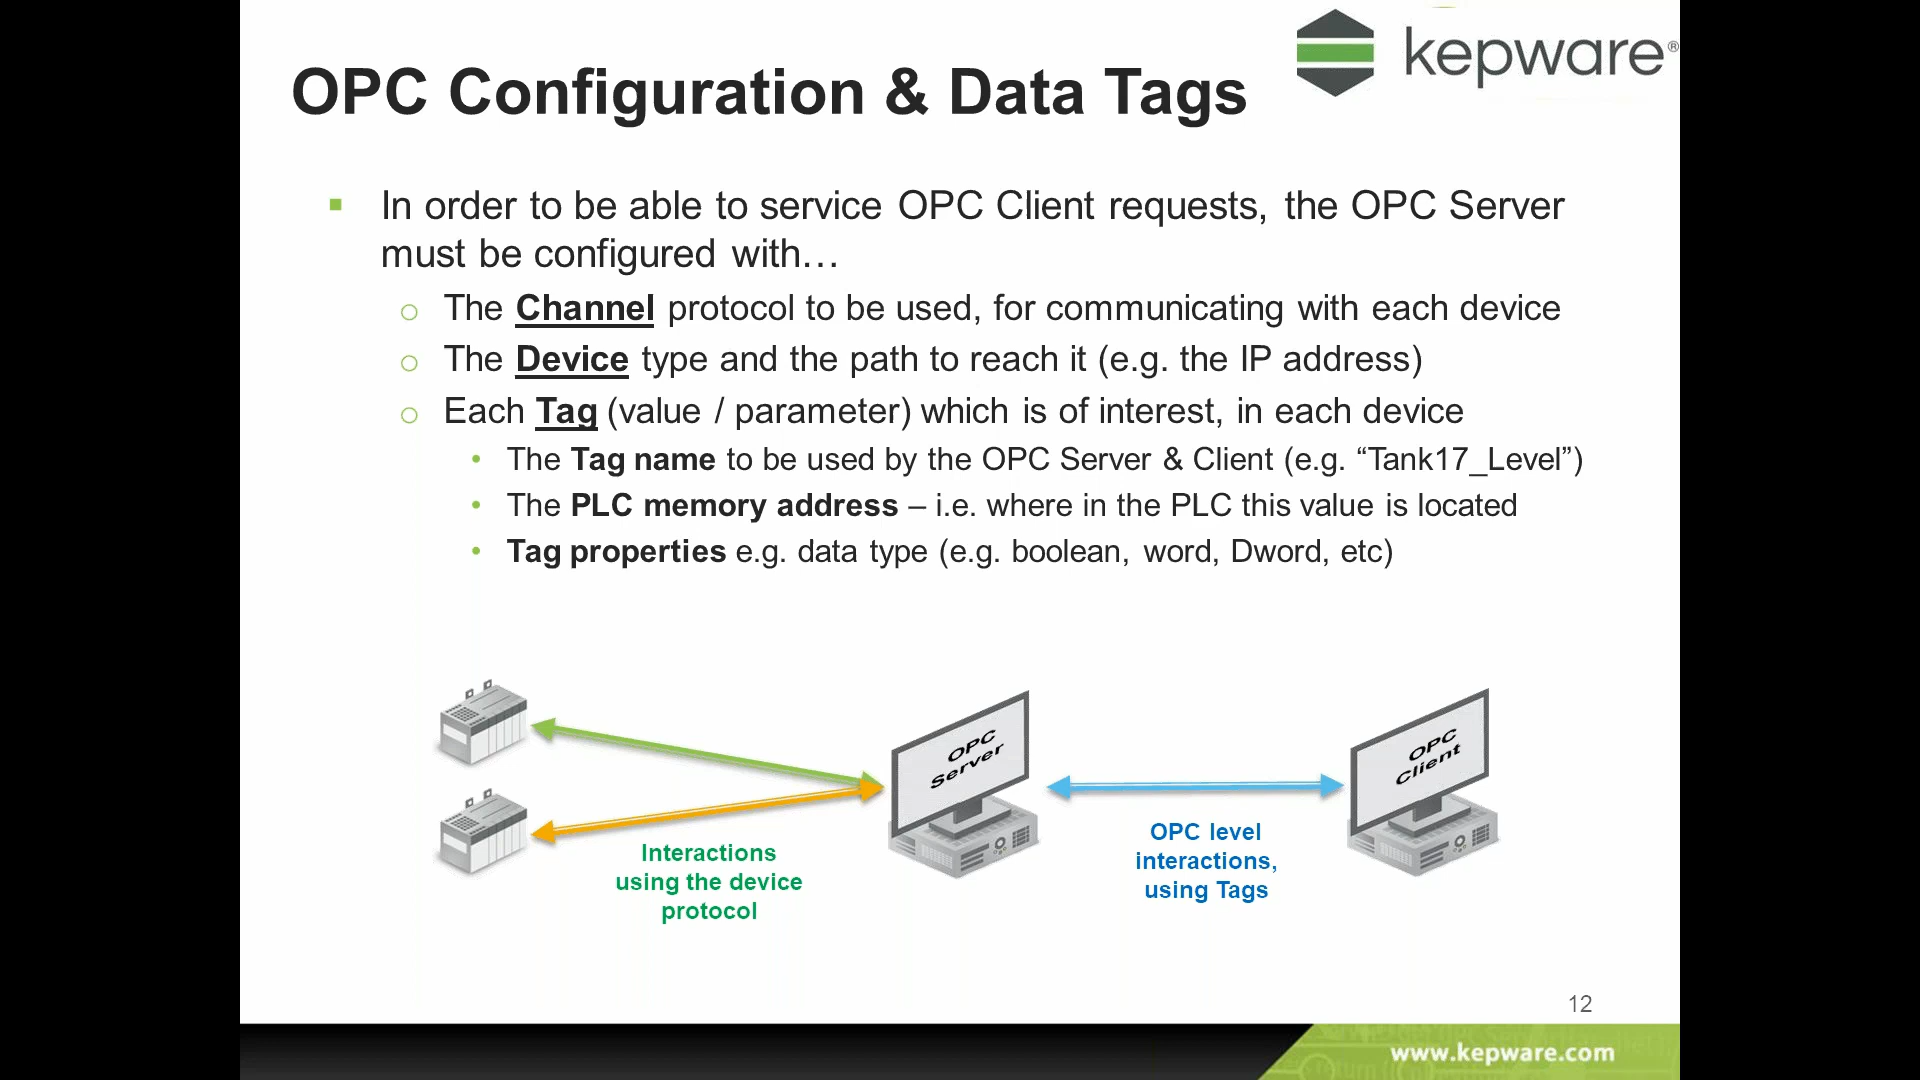 kepware®
OPC Configuration & Data Tags
In order to be able to service OPC Client requests, the OPC Server
must be configured with…
The Channel protocol to be used, for communicating with each device
The Device type and the path to reach it (e.g. the IP address)
Each Tag (value / parameter) which is of interest, in each device
The Tag name to be used by the OPC Server & Client (e.g. “Tank17_Level”)
The PLC memory address – i.e. where in the PLC this value is located
Tag properties e.g. data type (e.g. boolean, word, Dword, etc)
OPC
Server
OPC
Client
Interactions
using the device
protocol
OPC level
interactions,
using Tags
12
www.kepware.com